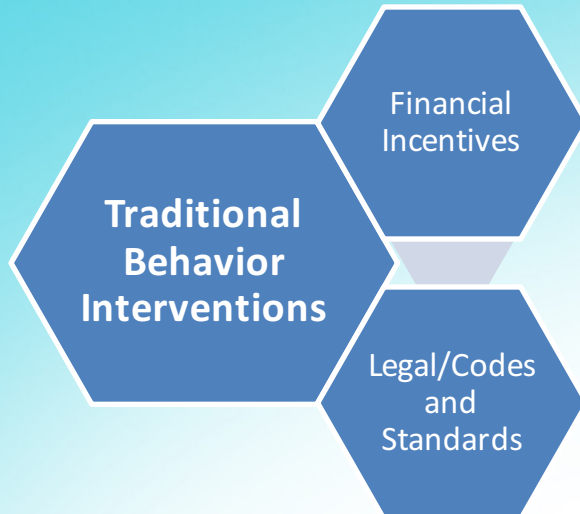 Financial
Incentives
Traditional
Behavior
Interventions
Legal/Codes
and
Standards